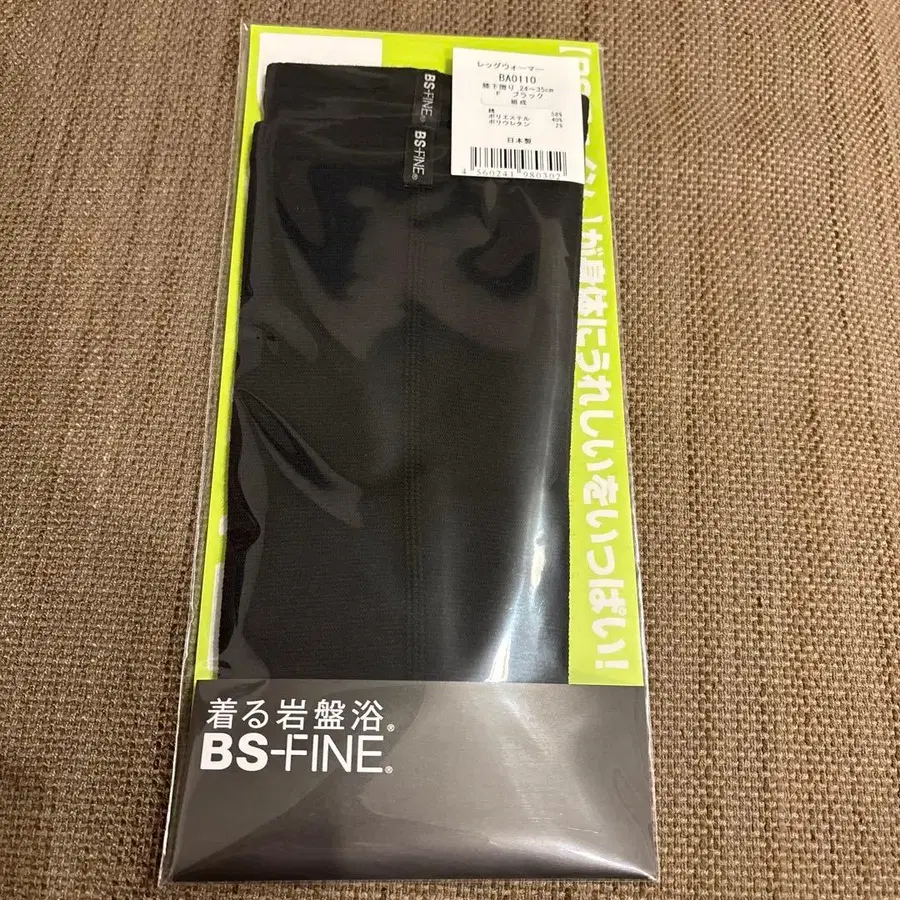 BS-FINE
BS-FINE®
レッグウォーマー
BA0110
膝下周り 24〜35cm
F ブラック
組成
綿 58%
ポリエステル 40%
ポリウレタン 2%
日本製
4 560241 980302
が身体にうれしいをいっぱい!
着る岩盤浴®
BS-FINE®